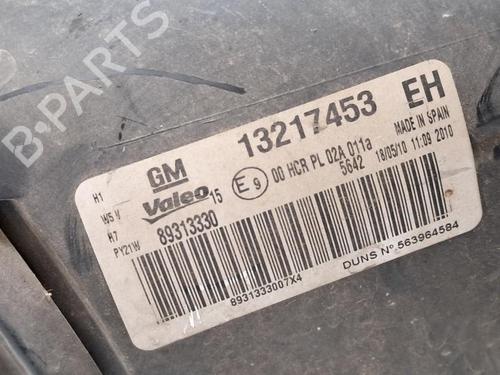 B-PARTS
EH
13217453
GM
MADE IN SPAIN
Valeo 15 E9 00 HCR PL 02A 011a
5642 18/05/10 11:09 2010
89313330
H1
W5W
H7
PY21W
8931333007X4
DUNS Nº 563964584